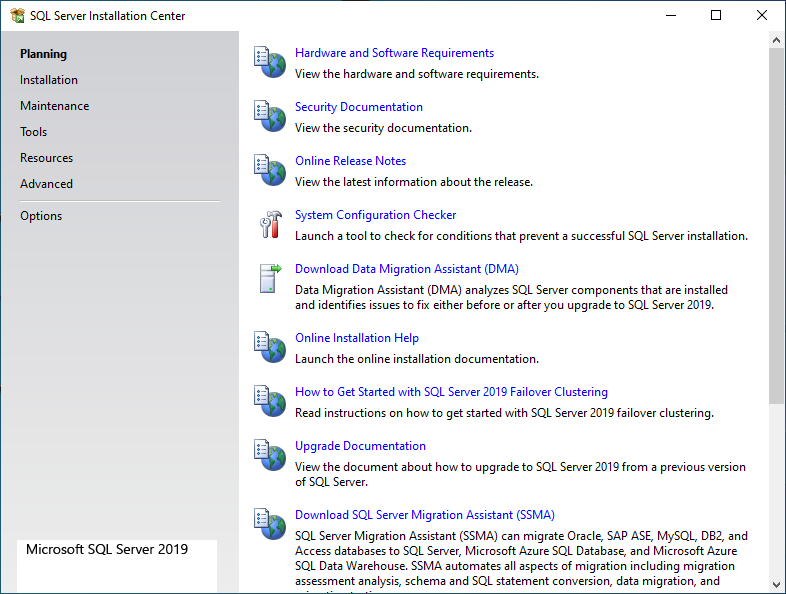 SQL Server Installation Center
Planning
Installation
Maintenance
Tools
Resources
Advanced
Options
Microsoft SQL Server 2019
Hardware and Software Requirements
View the hardware and software requirements.
Security Documentation
View the security documentation.
Online Release Notes
View the latest information about the release.
System Configuration Checker
Launch a tool to check for conditions that prevent a successful SQL Server installation.
Download Data Migration Assistant (DMA)
Data Migration Assistant (DMA) analyzes SQL Server components that are installed
and identifies issues to fix either before or after you upgrade to SQL Server 2019.
Online Installation Help
Launch the online installation documentation.
How to Get Started with SQL Server 2019 Failover Clustering
Read instructions on how to get started with SQL Server 2019 failover clustering.
Upgrade Documentation
View the document about how to upgrade to SQL Server 2019 from a previous version
of SQL Server.
Download SQL Server Migration Assistant (SSMA)
SQL Server Migration Assistant (SSMA) can migrate Oracle, SAP ASE, MySQL, DB2, and
Access databases to SQL Server, Microsoft Azure SQL Database, and Microsoft Azure
SQL Data Warehouse. SSMA automates all aspects of migration including migration
assessment analysis, schema and SQL statement conversion, data migration, and